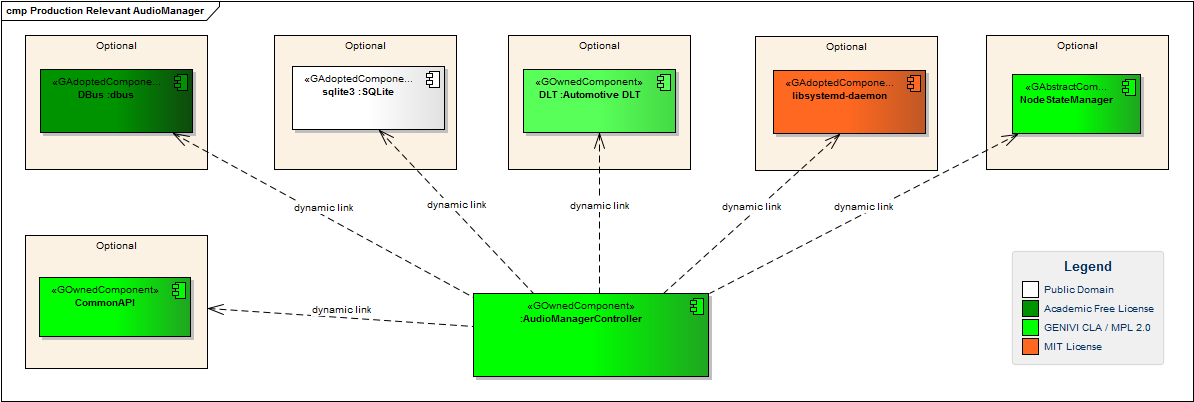 cmp Production Relevant AudioManager
Optional
«GAdoptedCompone...
DBus :dbus
Optional
«GAdoptedCompone...
sqlite3 :SQLite
Optional
«GOwnedComponent»
DLT :Automotive DLT
Optional
«GAdoptedCompone...
libsystemd-daemon
Optional
«GAbstractCom...
NodeStateManager
dynamic link
dynamic link
dynamic link
dynamic link
dynamic link
Optional
«GOwnedComponent»
CommonAPI
dynamic link
«GOwnedComponent»
:AudioManagerController
Legend
Public Domain
Academic Free License
GENIVI CLA / MPL 2.0
MIT License